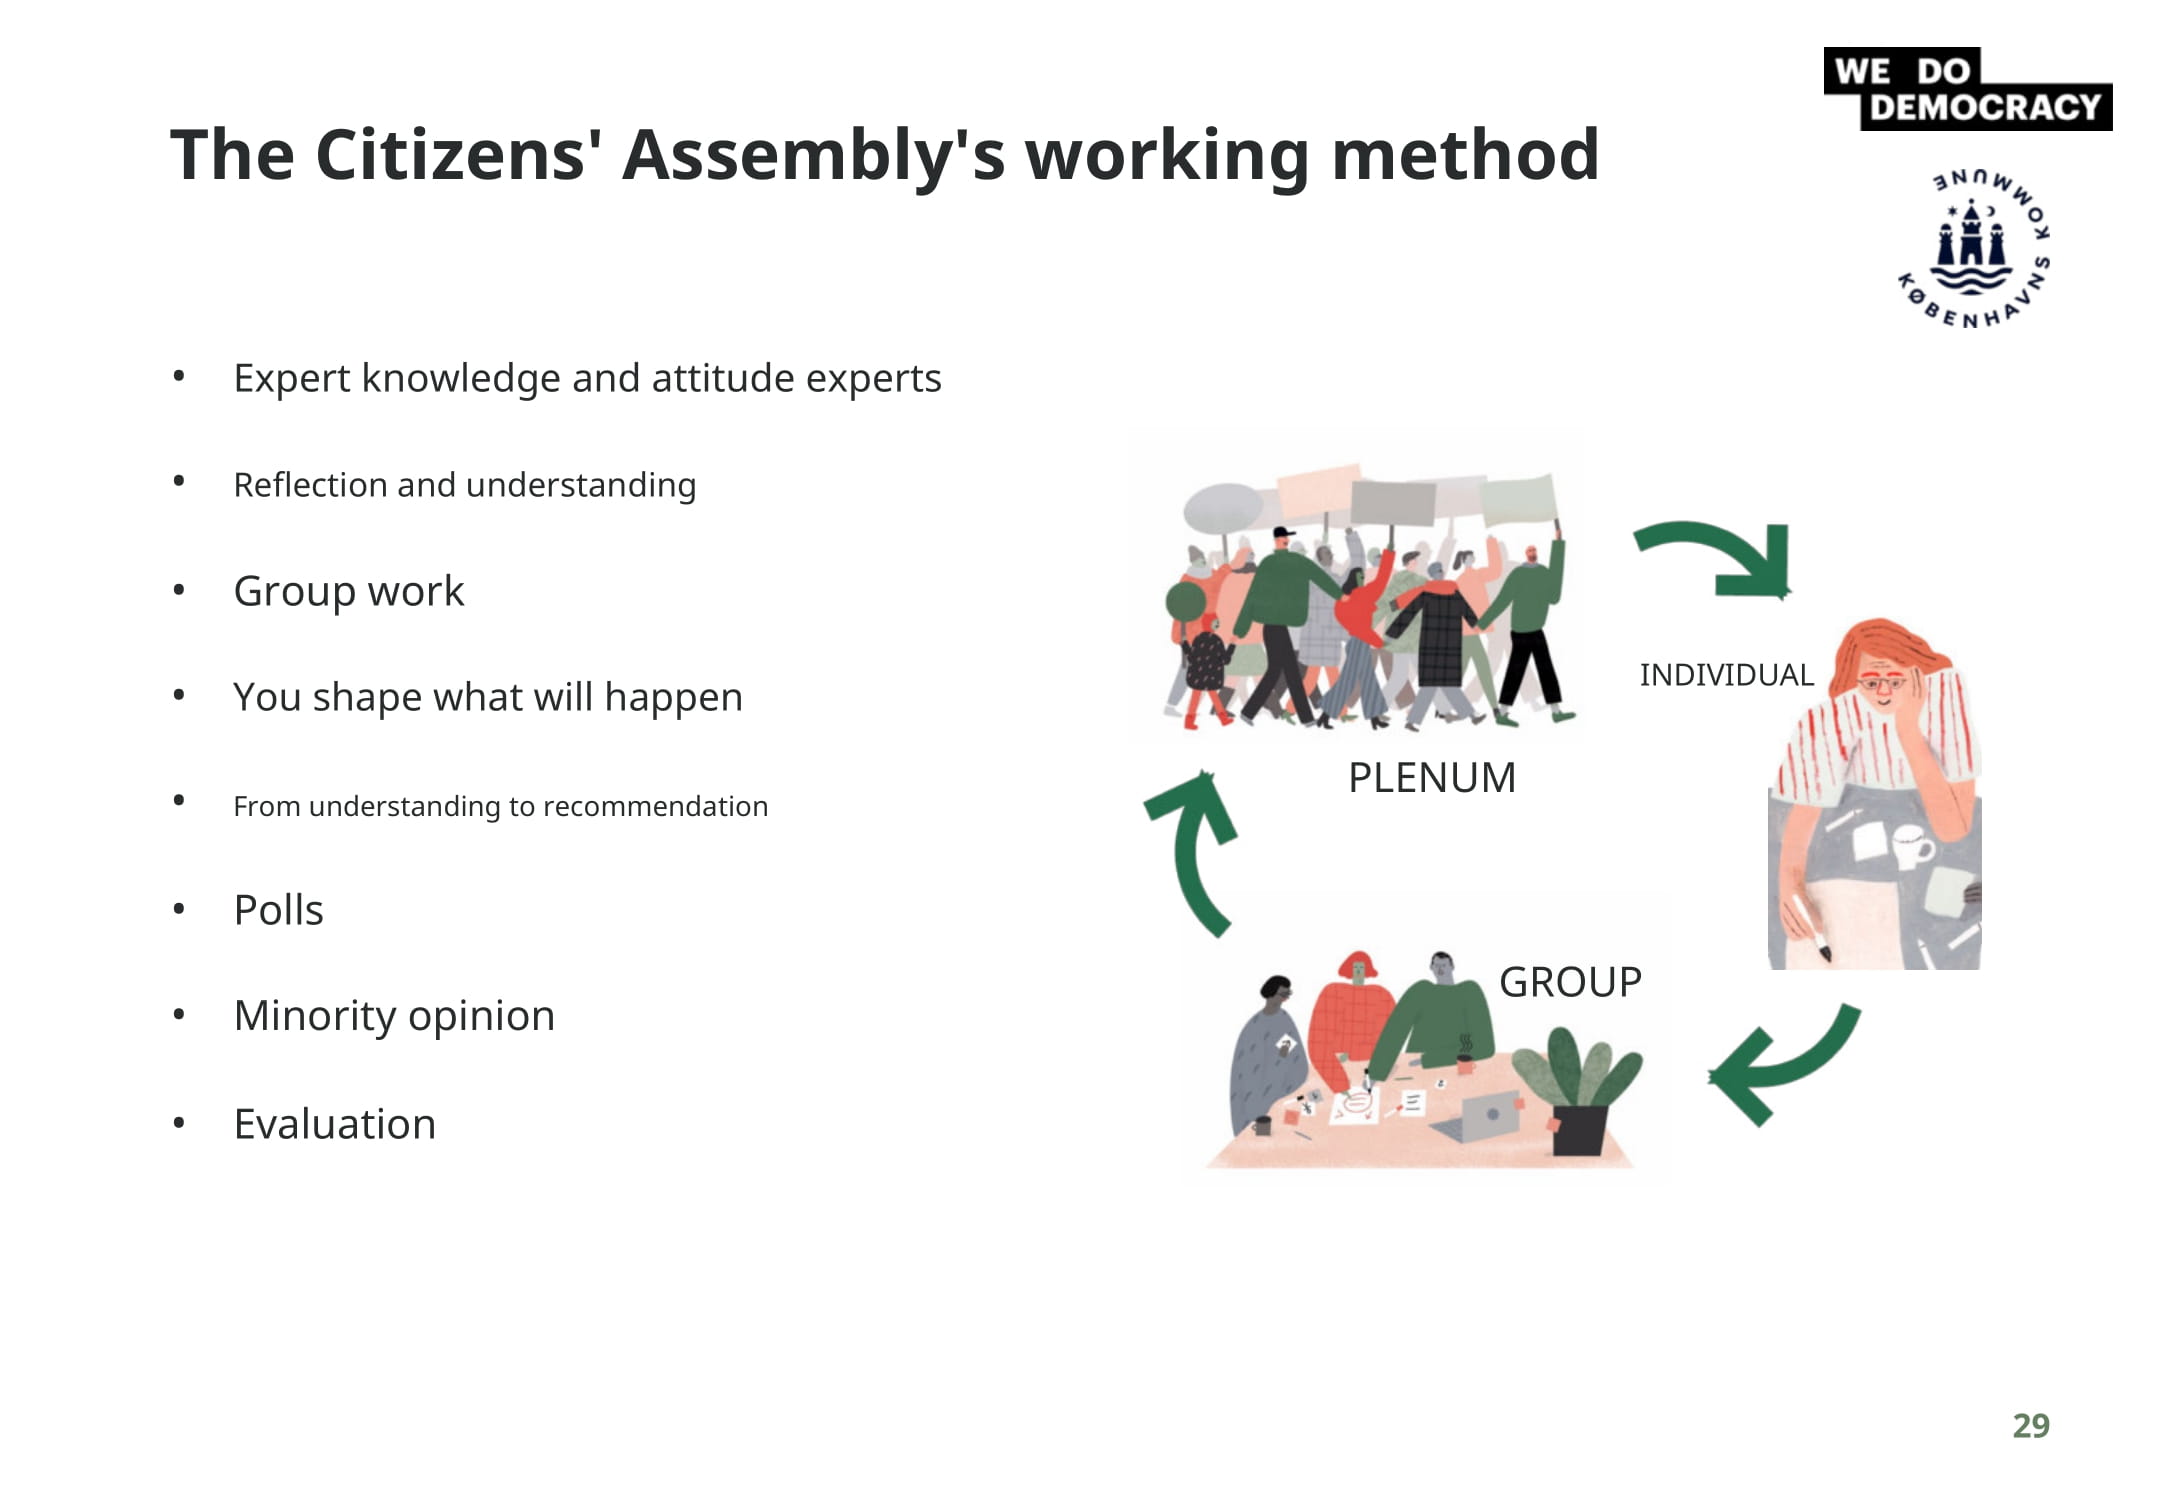 WE DO
DEMOCRACY
The Citizens' Assembly's working method
KØBENHAVNS KOMMUNE
• Expert knowledge and attitude experts
• Reflection and understanding
• Group work
• You shape what will happen
• From understanding to recommendation
• Polls
• Minority opinion
• Evaluation
INDIVIDUAL
PLENUM
GROUP
29